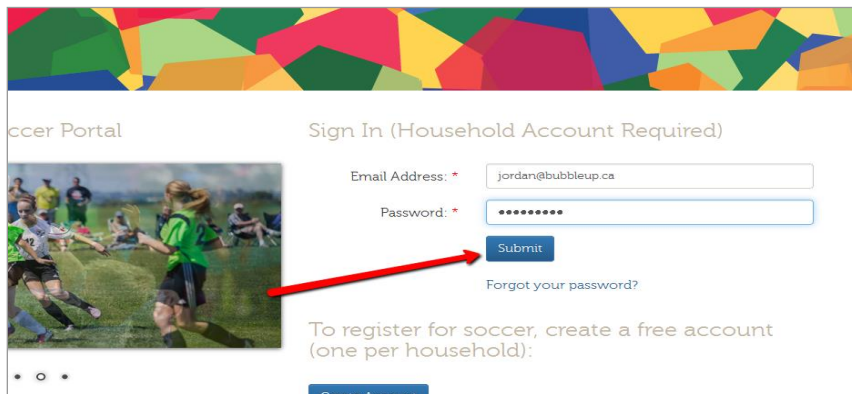 ccer Portal
Sign In (Household Account Required)
Email Address: *
jordan@bubbleup.ca
Password: *
•••••••••
Submit
Forgot your password?
To register for soccer, create a free account
(one per household):